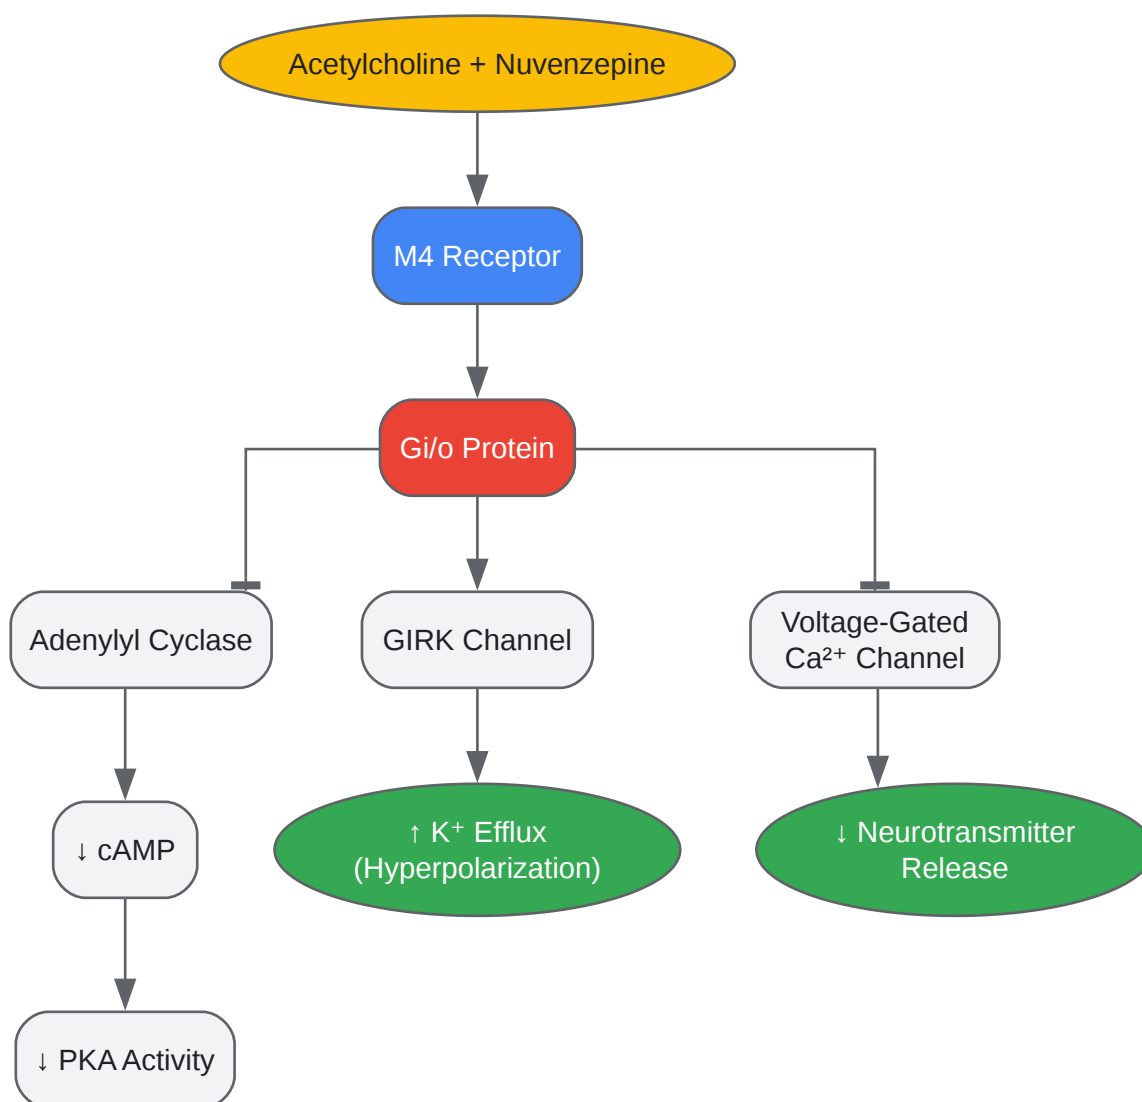 Acetylcholine + Nuvenzepine
M4 Receptor
Gi/o Protein
Adenylyl Cyclase
GIRK Channel
Voltage-Gated
Ca²⁺ Channel
↓ cAMP
↑ K⁺ Efflux
(Hyperpolarization)
↓ Neurotransmitter
Release
↓ PKA Activity